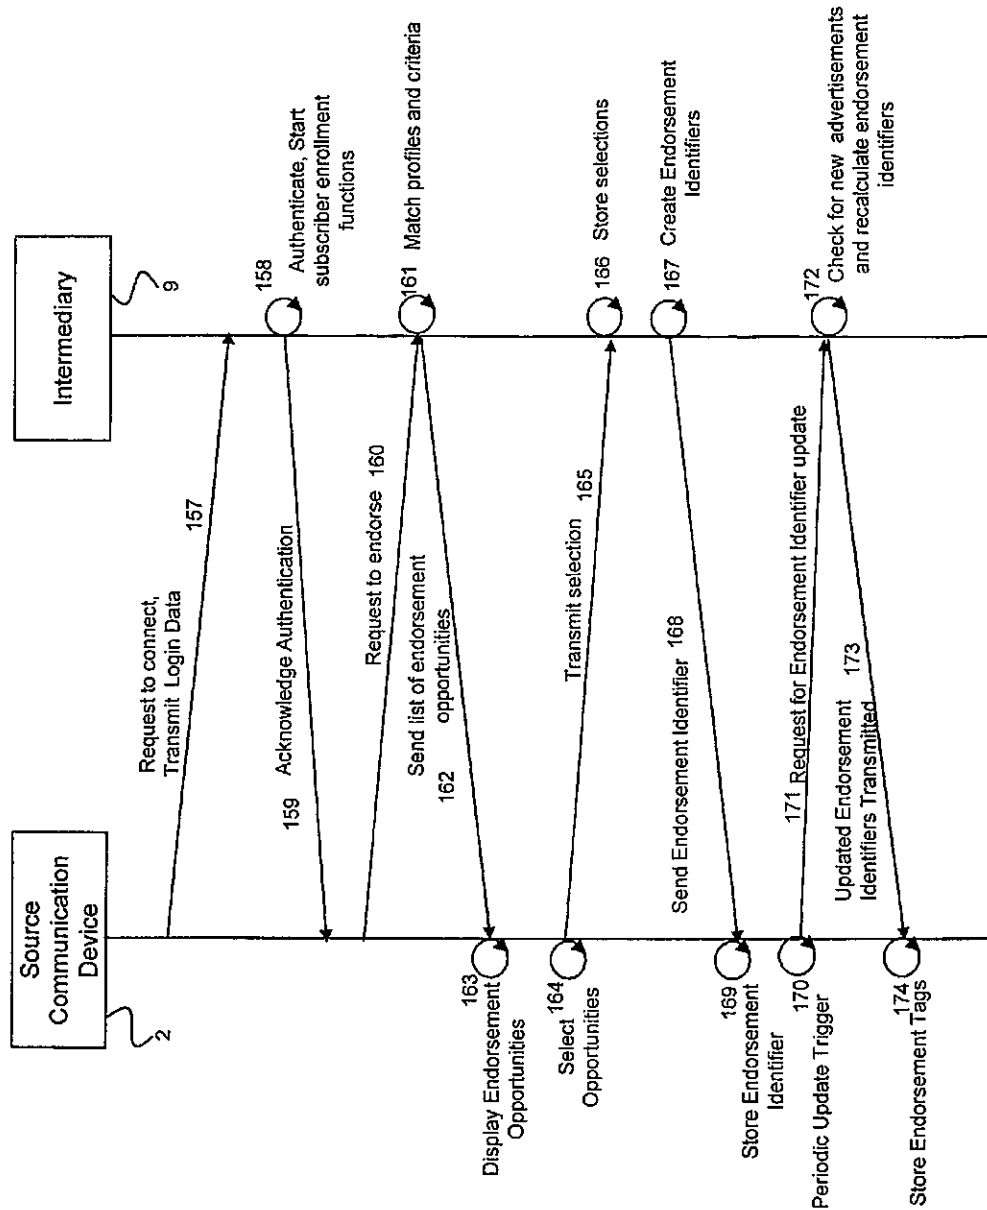 Source
Communication
Device
2
Intermediary
9
Request to connect,
Transmit Login Data
157
158
Authenticate, Start
subscriber enrollment
functions
159 Acknowledge Authentication
Request to endorse 160
161 Match profiles and criteria
Send list of endorsement
opportunities
162
163
Display Endorsement
Opportunities
164
Select
Opportunities
Transmit selection
165
166 Store selections
167 Create Endorsement
Identifiers
Send Endorsement Identifier 168
169
Store Endorsement
Identifier
170
Periodic Update Trigger
171 Request for Endorsement Identifier update
172
Check for new advertisements
and recalculate endorsement
identifiers
Updated Endorsement 173
Identifiers Transmitted
174
Store Endorsement Tags